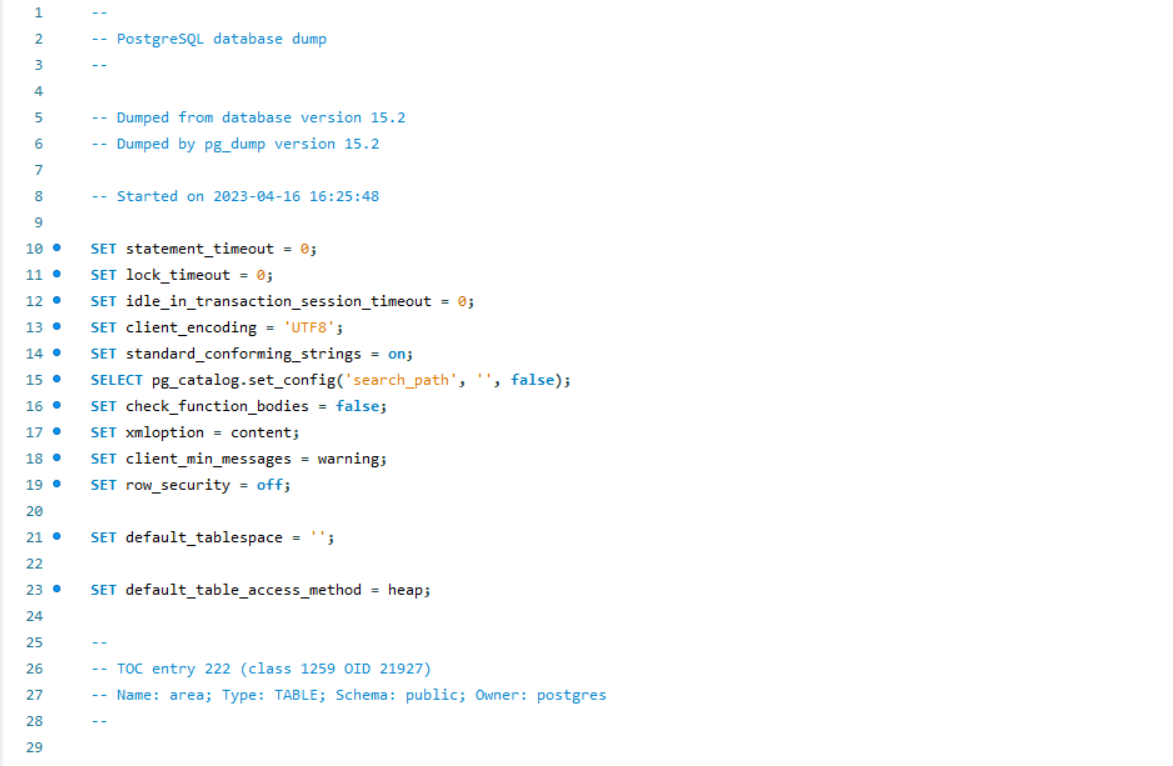 1 --
2 -- PostgreSQL database dump
3 --
4
5 -- Dumped from database version 15.2
6 -- Dumped by pg_dump version 15.2
7
8 -- Started on 2023-04-16 16:25:48
9
10 SET statement_timeout = 0;
11 SET lock_timeout = 0;
12 SET idle_in_transaction_session_timeout = 0;
13 SET client_encoding = 'UTF8';
14 SET standard_conforming_strings = on;
15 SELECT pg_catalog.set_config('search_path', '', false);
16 SET check_function_bodies = false;
17 SET xmloption = content;
18 SET client_min_messages = warning;
19 SET row_security = off;
20
21 SET default_tablespace = '';
22
23 SET default_table_access_method = heap;
24
25 --
26 -- TOC entry 222 (class 1259 OID 21927)
27 -- Name: area; Type: TABLE; Schema: public; Owner: postgres
28 --
29